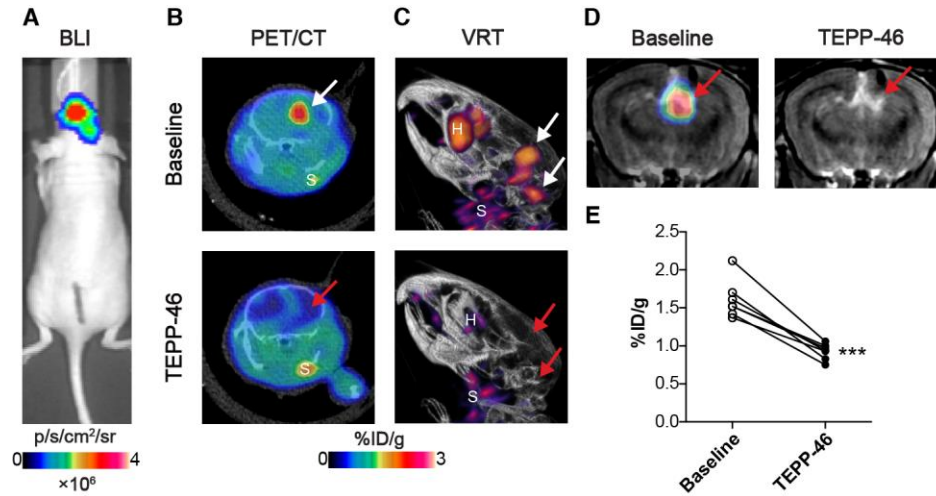 A
BLI
p/s/cm²/sr
0 4
×10⁶
B
PET/CT
C
VRT
Baseline
S
H
S
TEPP-46
S
H
S
0 %ID/g 3
D
Baseline
TEPP-46
E
%ID/g
2.5
2.0
1.5
1.0
0.5
0.0
***
Baseline
TEPP-46